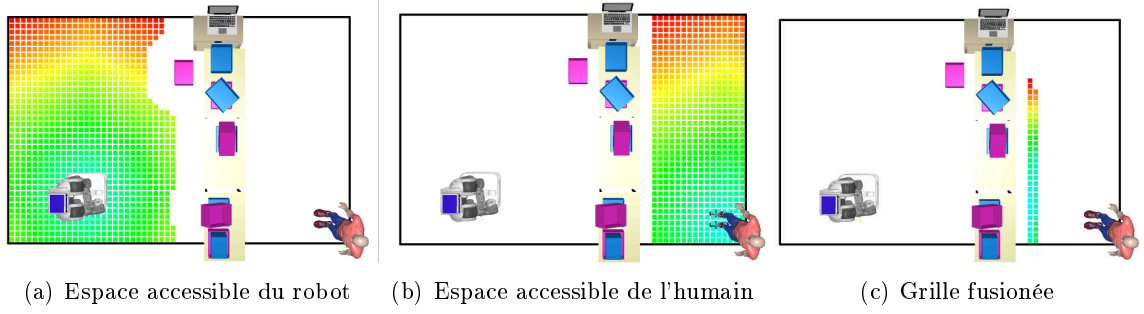 (a) Espace accessible du robot
(b) Espace accessible de l'humain
(c) Grille fusionée